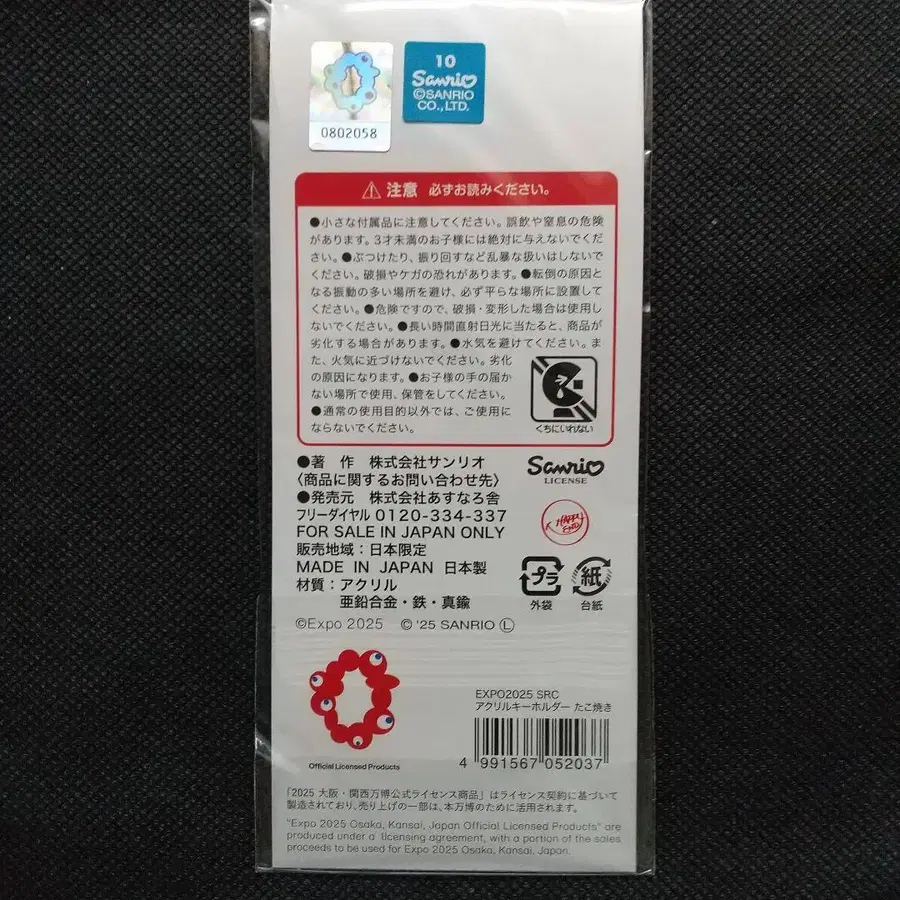 10
Sanrio
©SANRIO
CO.,LTD.
0802058
⚠ 注意 必ずお読みください。
●小さな付属品に注意してください。誤飲や窒息の危険
があります。3才未満のお子様には絶対に与えないでくだ
さい。●ぶつけたり、振り回すなど乱暴な扱いはしないで
ください。破損やケガの恐れがあります。●転倒の原因と
なる振動の多い場所を避け、必ず平らな場所に設置して
ください。●危険ですので、破損・変形した場合は使用し
ないでください。●長い時間直射日光に当たると、商品が
劣化する場合があります。●水気を避けてください。ま
た、火気に近づけないでください。劣化
の原因になります。●お子様の手の届か
ない場所で使用、保管をしてください。
●通常の使用目的以外では、ご使用に
ならないでください。
くちにいれない
●著 作 株式会社サンリオ
〈商品に関するお問い合わせ先〉
●発売元 株式会社あすなろ舎
フリーダイヤル 0120-334-337
FOR SALE IN JAPAN ONLY
販売地域：日本限定
MADE IN JAPAN 日本製
材質：アクリル
亜鉛合金・鉄・真鍮
©Expo 2025 © '25 SANRIO Ⓛ
Sanrio
LICENSE
HAPPY
END
プラ
外袋
紙
台紙
Official Licensed Products
EXPO2025 SRC
アクリルキーホルダー たこ焼き
4 991567 052037
「2025 大阪・関西万博公式ライセンス商品」はライセンス契約に基づいて
製造されており、売り上げの一部は、本万博のために活用されます。
"Expo 2025 Osaka, Kansai, Japan Official Licensed Products" are
produced under a licensing agreement, with a portion of the sales
proceeds to be used for Expo 2025 Osaka, Kansai, Japan.